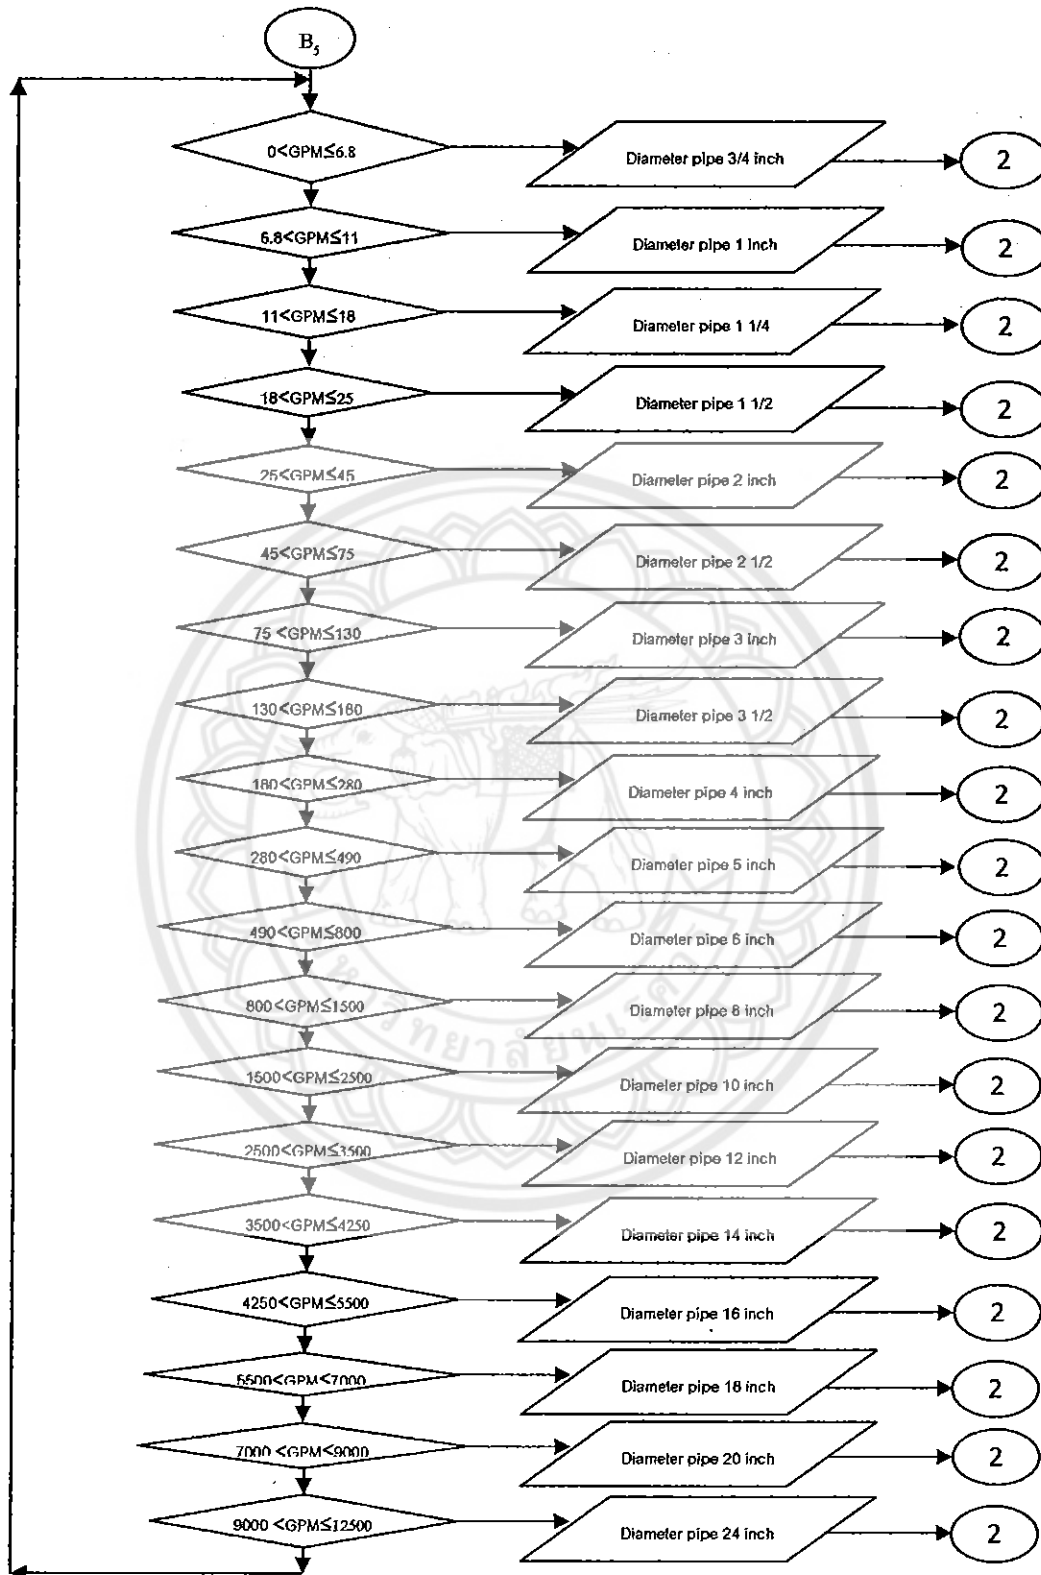 B5
0<GPM≤6.8 Diameter pipe 3/4 inch 2
6.8<GPM≤11 Diameter pipe 1 inch 2
11<GPM≤18 Diameter pipe 1 1/4 2
18<GPM≤25 Diameter pipe 1 1/2 2
25<GPM≤45 Diameter pipe 2 inch 2
45<GPM≤75 Diameter pipe 2 1/2 2
75 <GPM≤130 Diameter pipe 3 inch 2
130<GPM≤180 Diameter pipe 3 1/2 2
180<GPM≤280 Diameter pipe 4 inch 2
280<GPM≤490 Diameter pipe 5 inch 2
490<GPM≤800 Diameter pipe 6 inch 2
800<GPM≤1500 Diameter pipe 8 inch 2
1500<GPM≤2500 Diameter pipe 10 inch 2
2500<GPM≤3500 Diameter pipe 12 inch 2
3500<GPM≤4250 Diameter pipe 14 inch 2
4250<GPM≤5500 Diameter pipe 16 inch 2
5500<GPM≤7000 Diameter pipe 18 inch 2
7000 <GPM≤9000 Diameter pipe 20 inch 2
9000 <GPM≤12500 Diameter pipe 24 inch 2